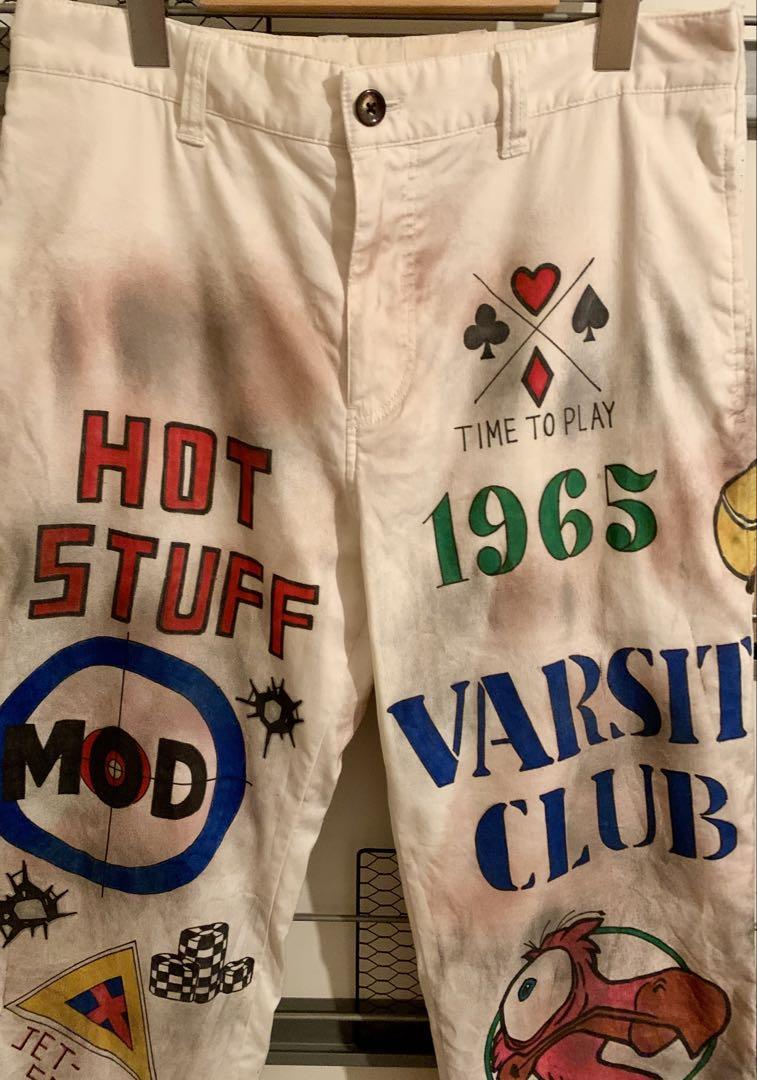 TIME TO PLAY
1965
HOT
STUFF
VARSIT
CLUB
MOD
JET-